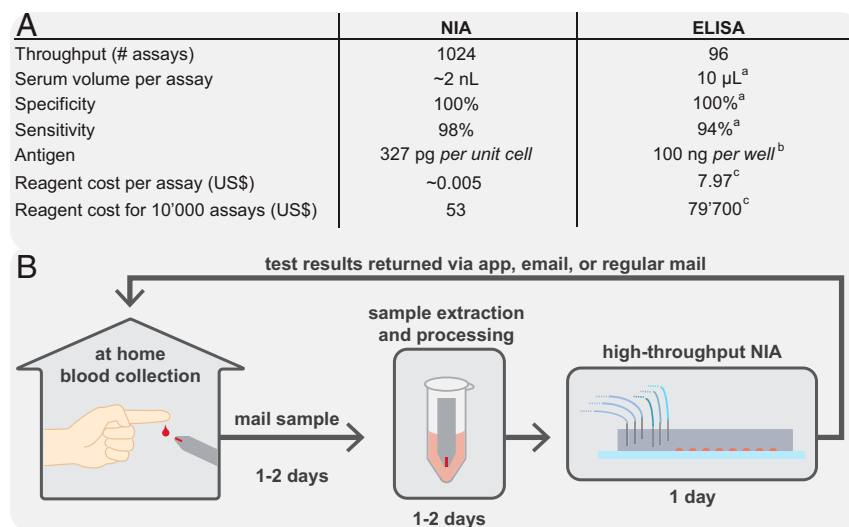 A
NIA ELISA
Throughput (# assays) 1024 96
Serum volume per assay ~2 nL 10 µLᵃ
Specificity 100% 100%ᵃ
Sensitivity 98% 94%ᵃ
Antigen 327 pg per unit cell 100 ng per wellᵇ
Reagent cost per assay (US$) ~0.005 7.97ᶜ
Reagent cost for 10'000 assays (US$) 53 79'700ᶜ
B
test results returned via app, email, or regular mail
at home
blood collection
mail sample
1-2 days
sample extraction
and processing
1-2 days
high-throughput NIA
1 day